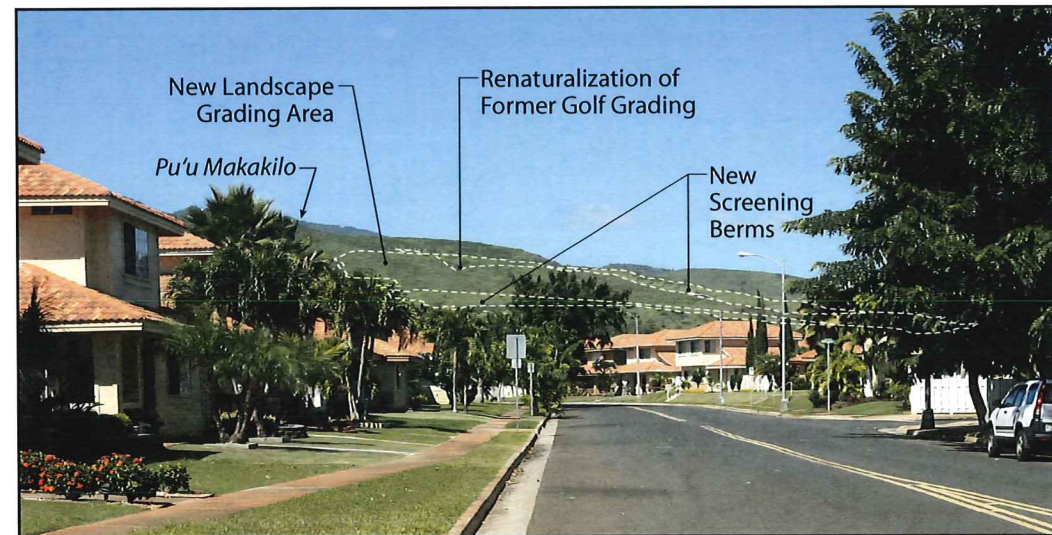 New Landscape
Grading Area
Renaturalization of
Former Golf Grading
Pu'u Makakilo
New
Screening
Berms